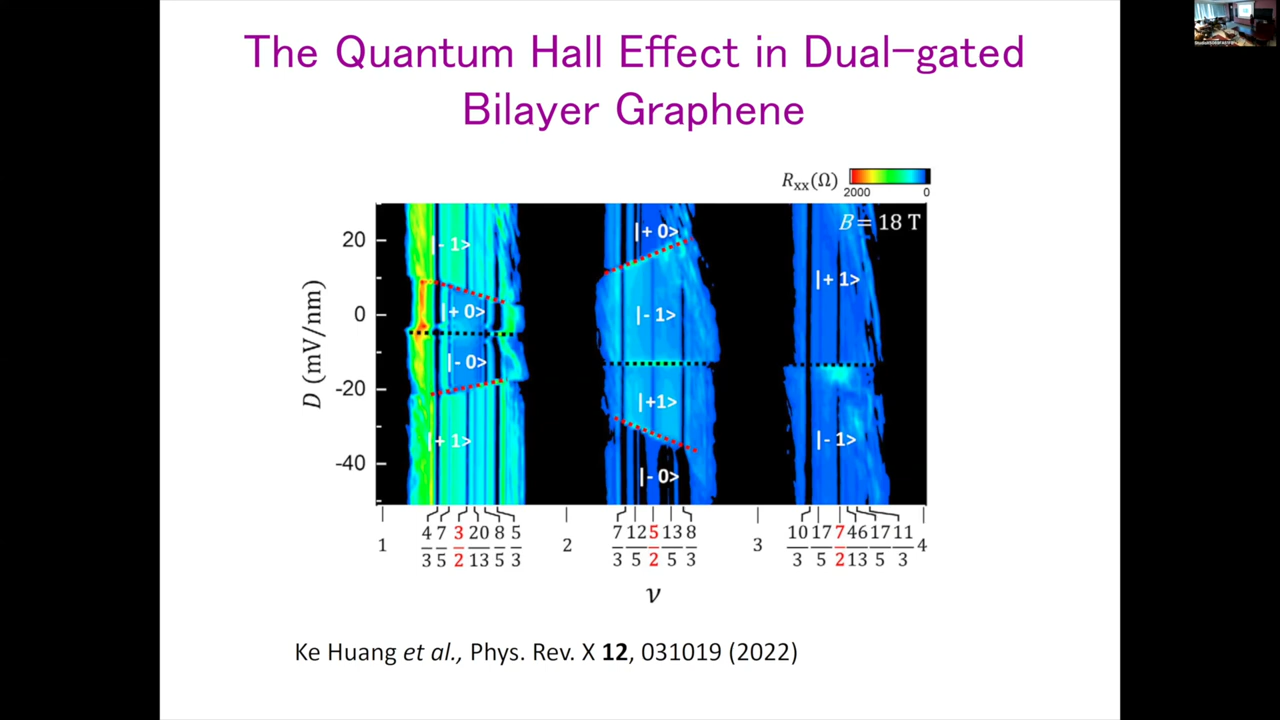 The Quantum Hall Effect in Dual-gated
Bilayer Graphene
Rxx(Ω)
2000 0
B = 18 T
D (mV/nm)
20
0
-20
-40
|- 1>
|+ 0>
|- 0>
|+ 1>
|+ 0>
|- 1>
|+1>
|- 0>
|+ 1>
|- 1>
1 4/3 7/5 3/2 20/13 8/5 5/3 2 7/3 12/5 5/2 13/5 8/3 3 10/3 17/5 7/2 46/13 17/5 11/3 4
ν
Ke Huang et al., Phys. Rev. X 12, 031019 (2022)